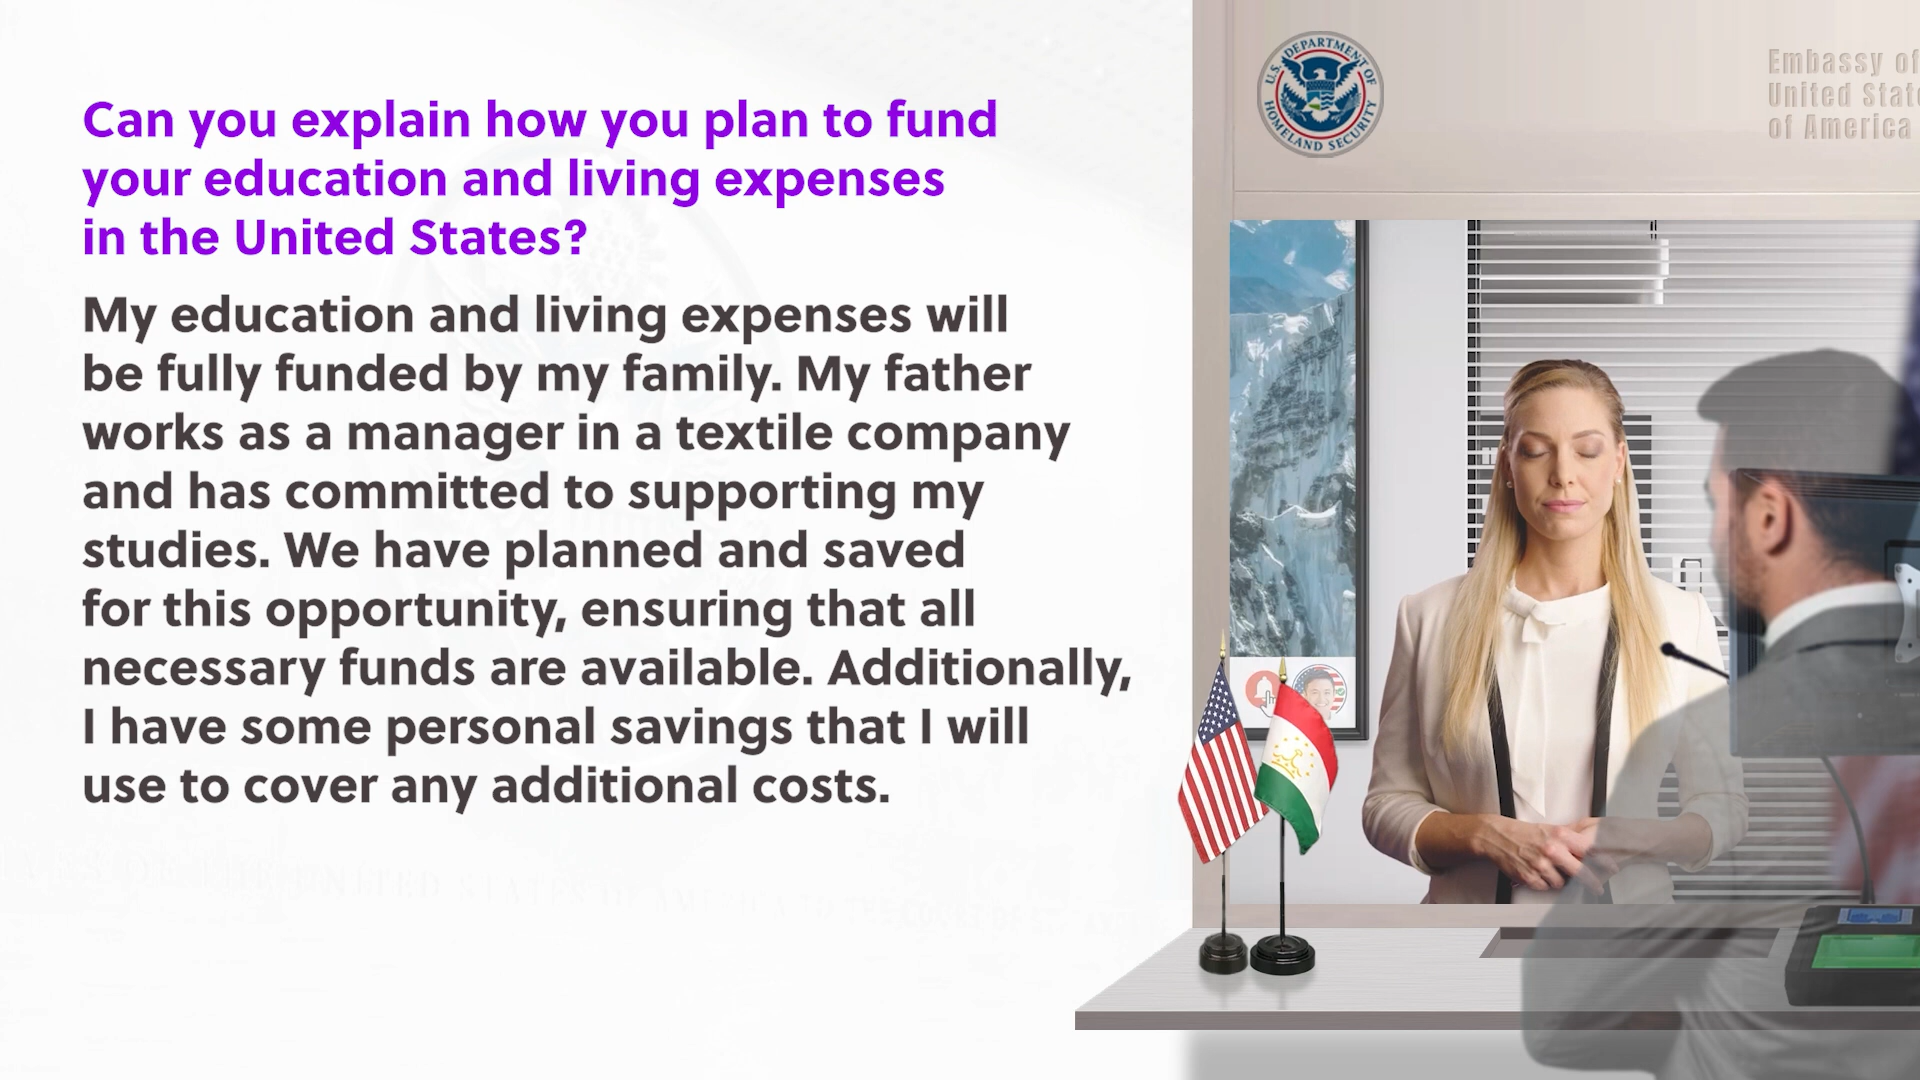 Can you explain how you plan to fund
your education and living expenses
in the United States?
My education and living expenses will
be fully funded by my family. My father
works as a manager in a textile company
and has committed to supporting my
studies. We have planned and saved
for this opportunity, ensuring that all
necessary funds are available. Additionally,
I have some personal savings that I will
use to cover any additional costs.
U.S. DEPARTMENT OF
HOMELAND SECURITY
Embassy of
United State
of America